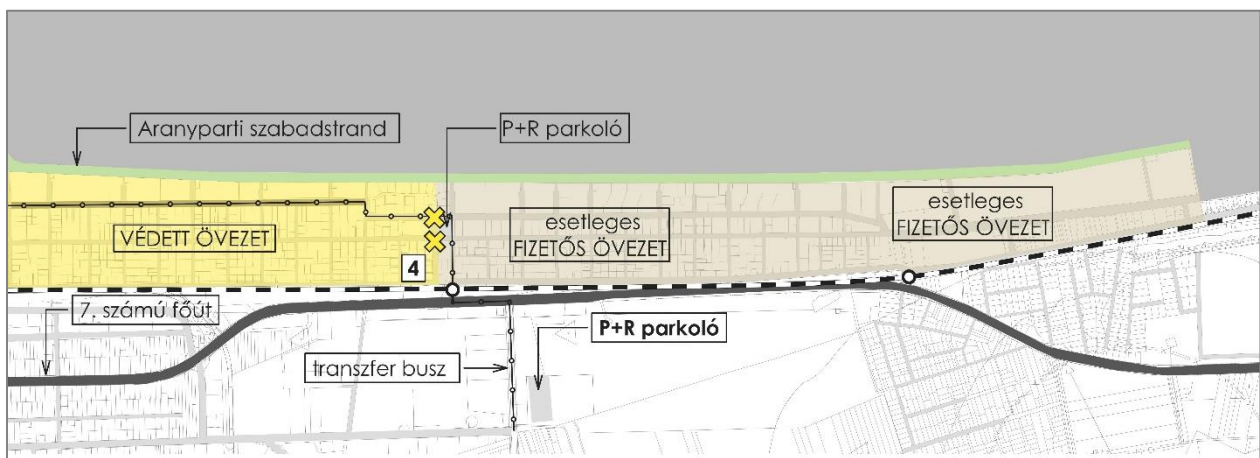 Aranyparti szabadstrand
P+R parkoló
VÉDETT ÖVEZET
esetleges
FIZETŐS ÖVEZET
esetleges
FIZETŐS ÖVEZET
4
7. számú főút
P+R parkoló
transzfer busz